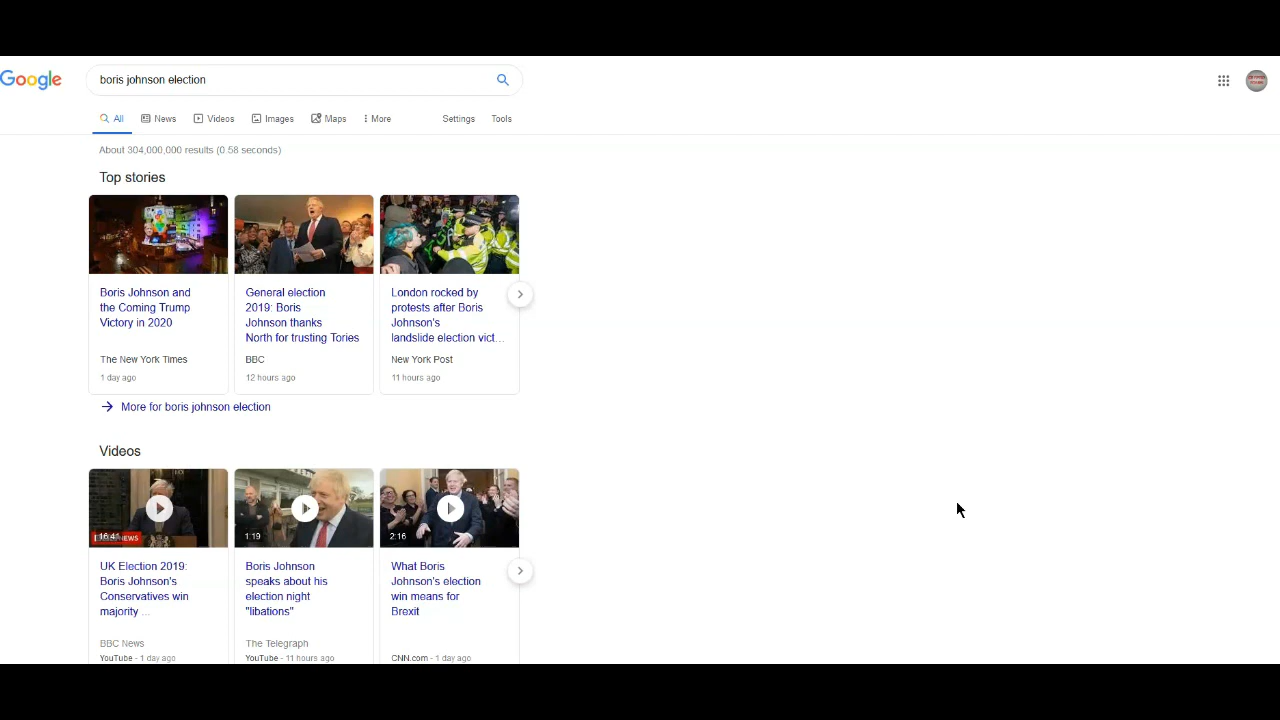 Google
boris johnson election
All News Videos Images Maps More Settings Tools
About 304,000,000 results (0.58 seconds)
Top stories
Boris Johnson and
the Coming Trump
Victory in 2020
The New York Times
1 day ago
General election
2019: Boris
Johnson thanks
North for trusting Tories
BBC
12 hours ago
London rocked by
protests after Boris
Johnson's
landslide election vict...
New York Post
11 hours ago
More for boris johnson election
Videos
16:41
NEWS
UK Election 2019:
Boris Johnson's
Conservatives win
majority ...
BBC News
YouTube - 1 day ago
1:19
Boris Johnson
speaks about his
election night
"libations"
The Telegraph
YouTube - 11 hours ago
2:16
What Boris
Johnson's election
win means for
Brexit
CNN.com - 1 day ago